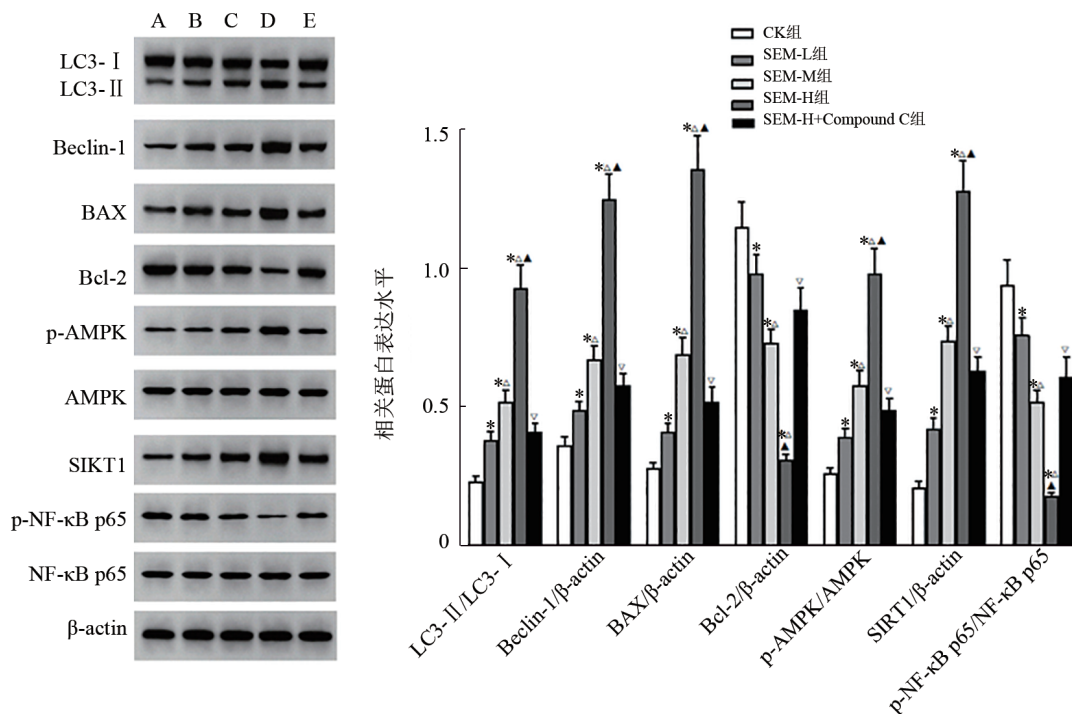 A B C D E
LC3-Ⅰ
LC3-Ⅱ
Beclin-1
BAX
Bcl-2
p-AMPK
AMPK
SIKT1
p-NF-κB p65
NF-κB p65
β-actin
CK组
SEM-L组
SEM-M组
SEM-H组
SEM-H+Compound C组
相关蛋白表达水平
1.5
1.0
0.5
0
*
*△
*△▲
▽
*
*△
*△▲
▽
*
*△
*△▲
▽
*
*△
*△▲
▽
*
*△
*△▲
▽
*
*△
*△▲
▽
*
*△
*△▲
▽
LC3-Ⅱ/LC3-Ⅰ
Beclin-1/β-actin
BAX/β-actin
Bcl-2/β-actin
p-AMPK/AMPK
SIRT1/β-actin
p-NF-κB p65/NF-κB p65